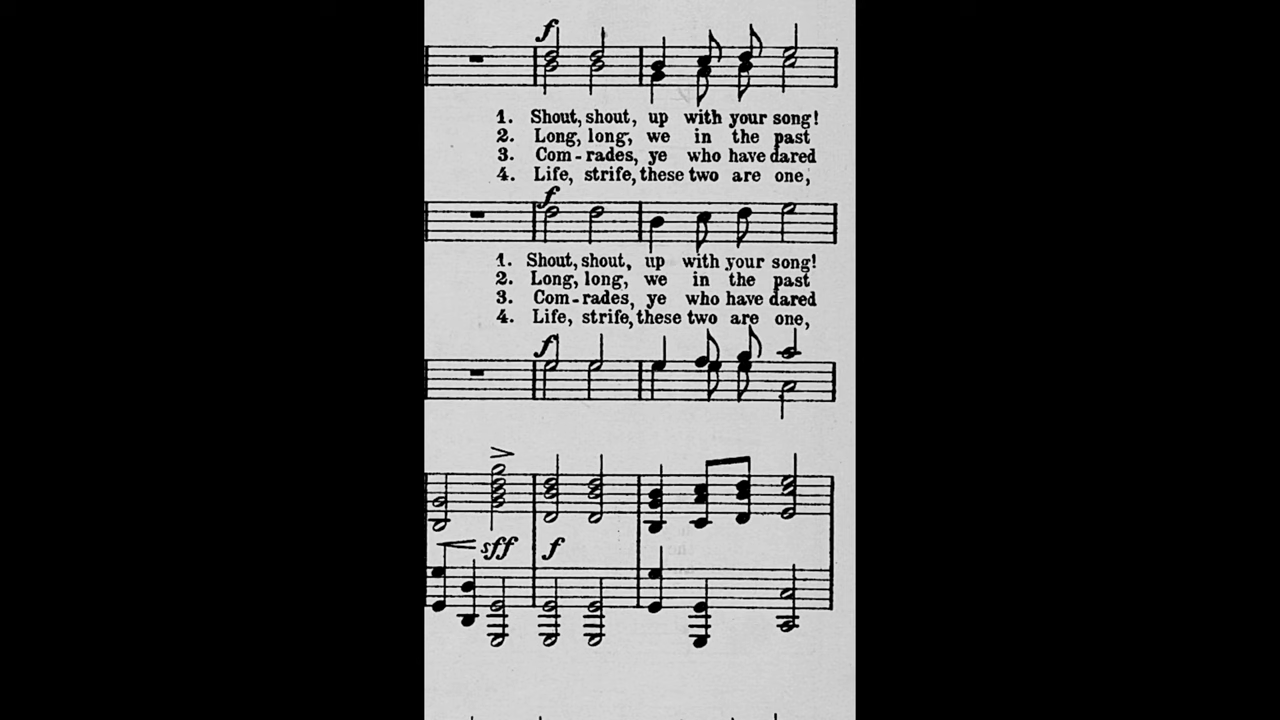 f
1. Shout, shout, up with your song!
2. Long, long, we in the past
3. Com-rades, ye who have dared
4. Life, strife, these two are one,
f
1. Shout, shout, up with your song!
2. Long, long, we in the past
3. Com-rades, ye who have dared
4. Life, strife, these two are one,
f
sff f